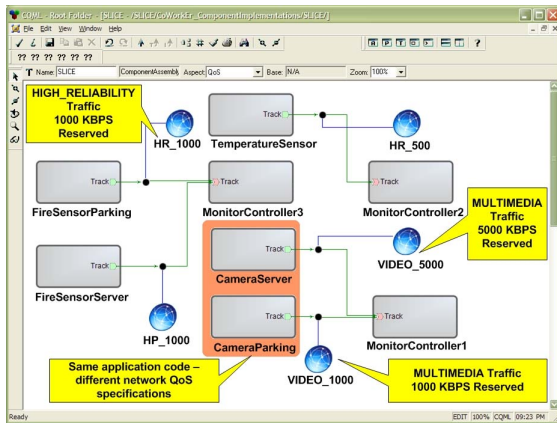 CQML - Root Folder - [SLICE - /SLICE/CoWorkEr_ComponentImplementations/SLICE/]
File Edit View Window Help
?? ?? ?? ?? ?? ??
Name: SLICE ComponentAssembly Aspect: QoS Base: N/A Zoom: 100%
HIGH_RELIABILITY
Traffic
1000 KBPS
Reserved
HR_1000
Track
TemperatureSensor
HR_500
Track
FireSensorParking
Track
MonitorController3
Track
MonitorController2
MULTIMEDIA
Traffic
5000 KBPS
Reserved
Track
FireSensorServer
Track
CameraServer
VIDEO_5000
HP_1000
Track
CameraParking
Track
MonitorController1
Same application code –
different network QoS
specifications
VIDEO_1000
MULTIMEDIA Traffic
1000 KBPS Reserved
Ready
EDIT 100% CQML 09:23 PM